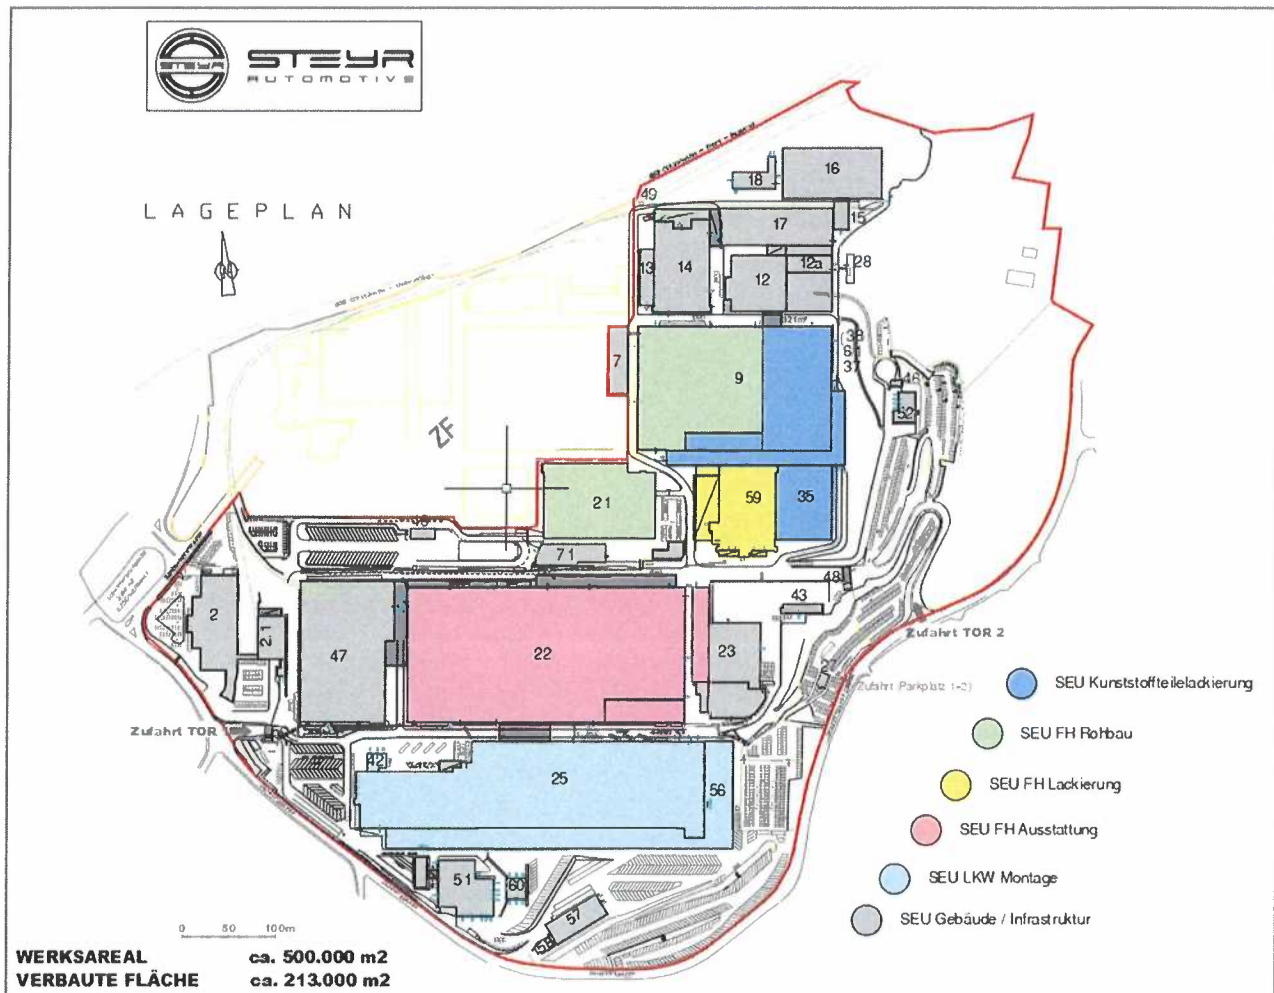 STEYR
AUTOMOTIVE
LAGEPLAN
49
18
16
15
17
13
14
12
12a
28
7
9
38
61
37
46
52
ZF
21
59
35
71
48
43
2
47
22
23
27
Zufahrt TOR 2
Zufahrt (Parkplatz 1-2)
Zufahrt TOR
42
25
56
51
60
57
SEU Kunststoffteilelackierung
SEU FH Rohbau
SEU FH Lackierung
SEU FH Ausstattung
SEU LKW Montage
SEU Gebäude / Infrastruktur
0 50 100m
WERKSAREAL ca. 500.000 m2
VERBAUTE FLÄCHE ca. 213.000 m2